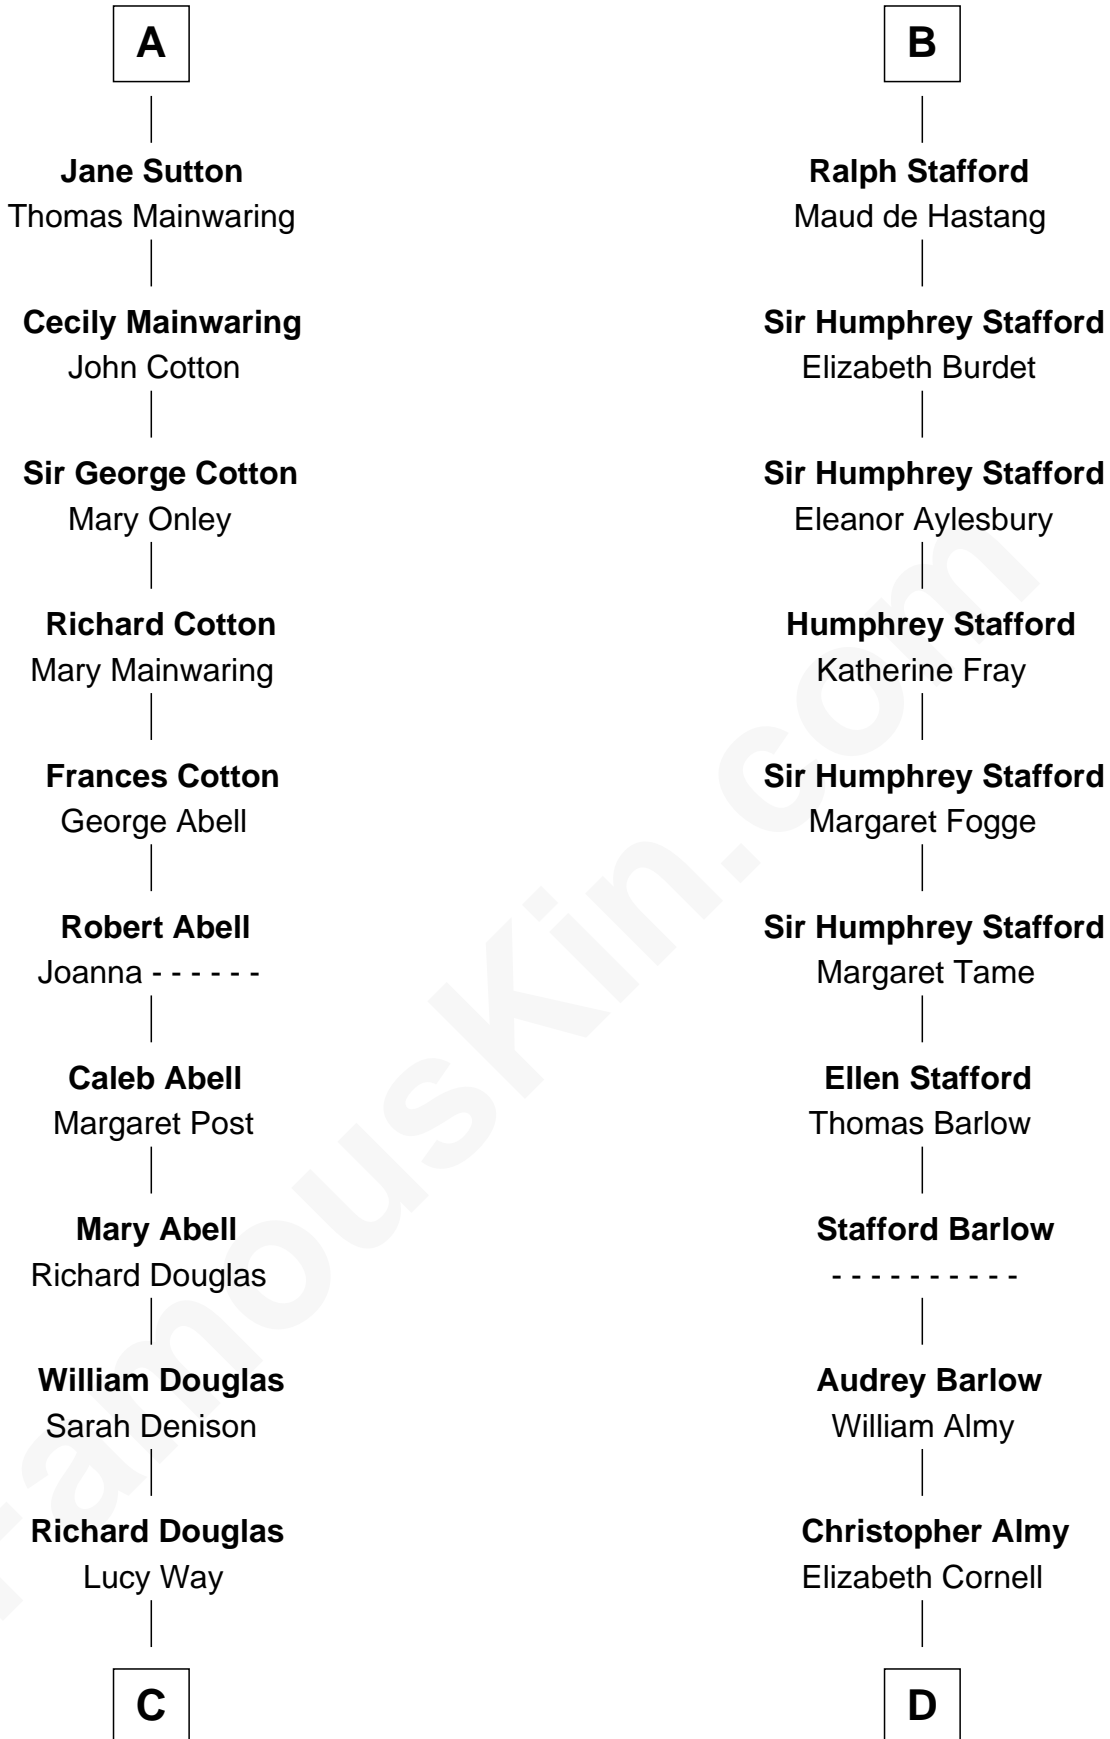 A
Jane Sutton
Thomas Mainwaring
Cecily Mainwaring
John Cotton
Sir George Cotton
Mary Onley
Richard Cotton
Mary Mainwaring
Frances Cotton
George Abell
Robert Abell
Joanna - - - - - -
Caleb Abell
Margaret Post
Mary Abell
Richard Douglas
William Douglas
Sarah Denison
Richard Douglas
Lucy Way
C
B
Ralph Stafford
Maud de Hastang
Sir Humphrey Stafford
Elizabeth Burdet
Sir Humphrey Stafford
Eleanor Aylesbury
Humphrey Stafford
Katherine Fray
Sir Humphrey Stafford
Margaret Fogge
Sir Humphrey Stafford
Margaret Tame
Ellen Stafford
Thomas Barlow
Stafford Barlow
- - - - - - - - - -
Audrey Barlow
William Almy
Christopher Almy
Elizabeth Cornell
D
FamousKin.com